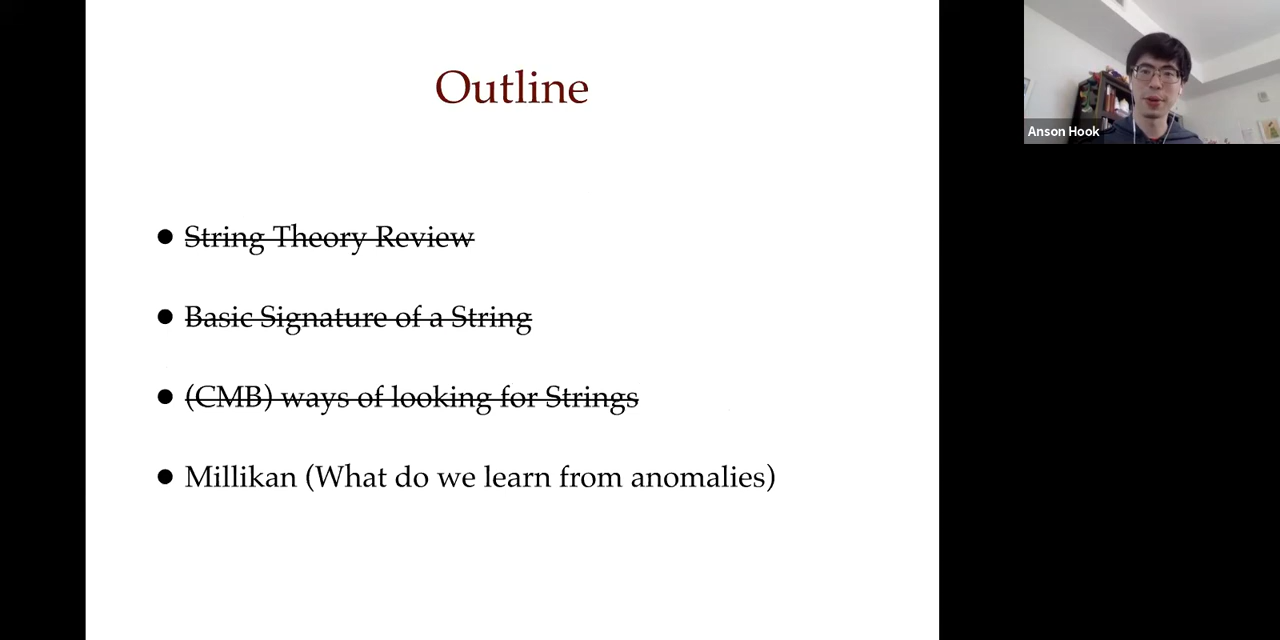 Outline
Anson Hook
● String Theory Review
● Basic Signature of a String
● (CMB) ways of looking for Strings
● Millikan (What do we learn from anomalies)